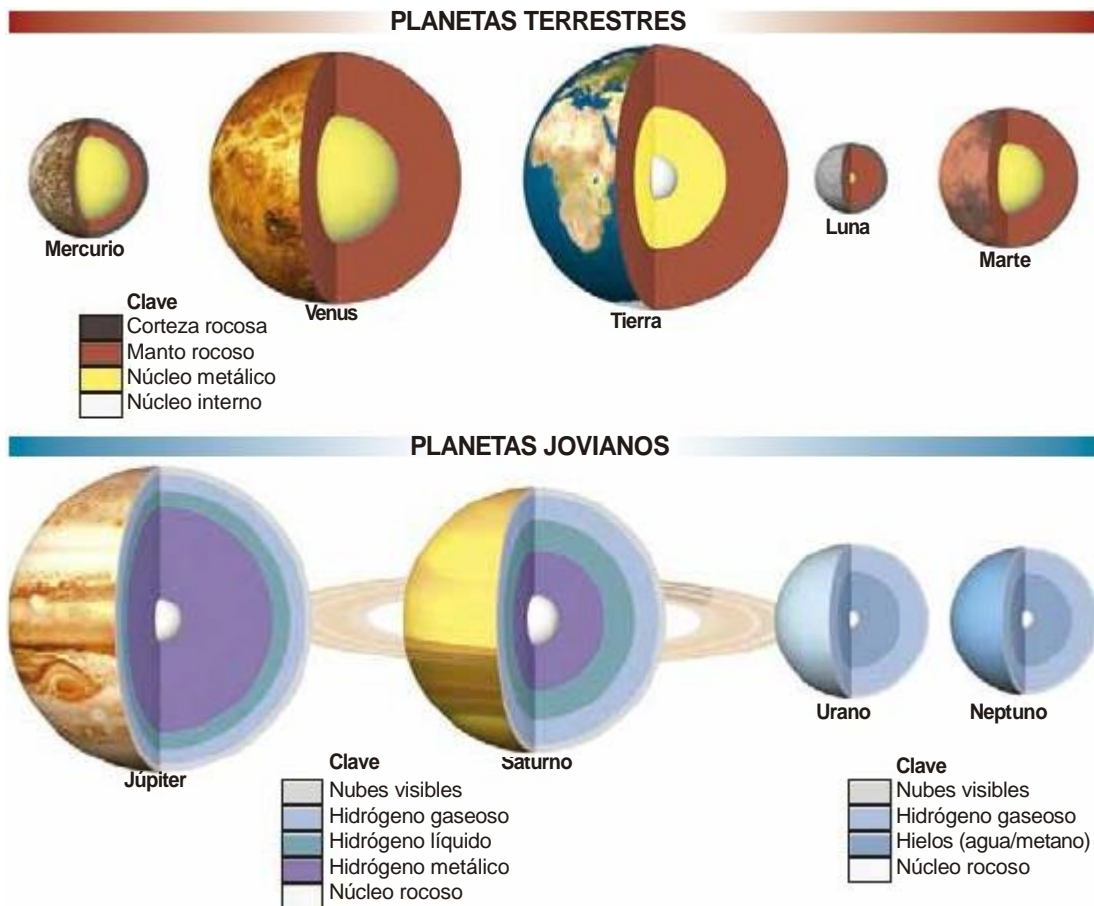 PLANETAS TERRESTRES
Mercurio
Venus
Tierra
Luna
Marte
Clave
Corteza rocosa
Manto rocoso
Núcleo metálico
Núcleo interno
PLANETAS JOVIANOS
Júpiter
Saturno
Urano
Neptuno
Clave
Nubes visibles
Hidrógeno gaseoso
Hidrógeno líquido
Hidrógeno metálico
Núcleo rocoso
Clave
Nubes visibles
Hidrógeno gaseoso
Hielos (agua/metano)
Núcleo rocoso